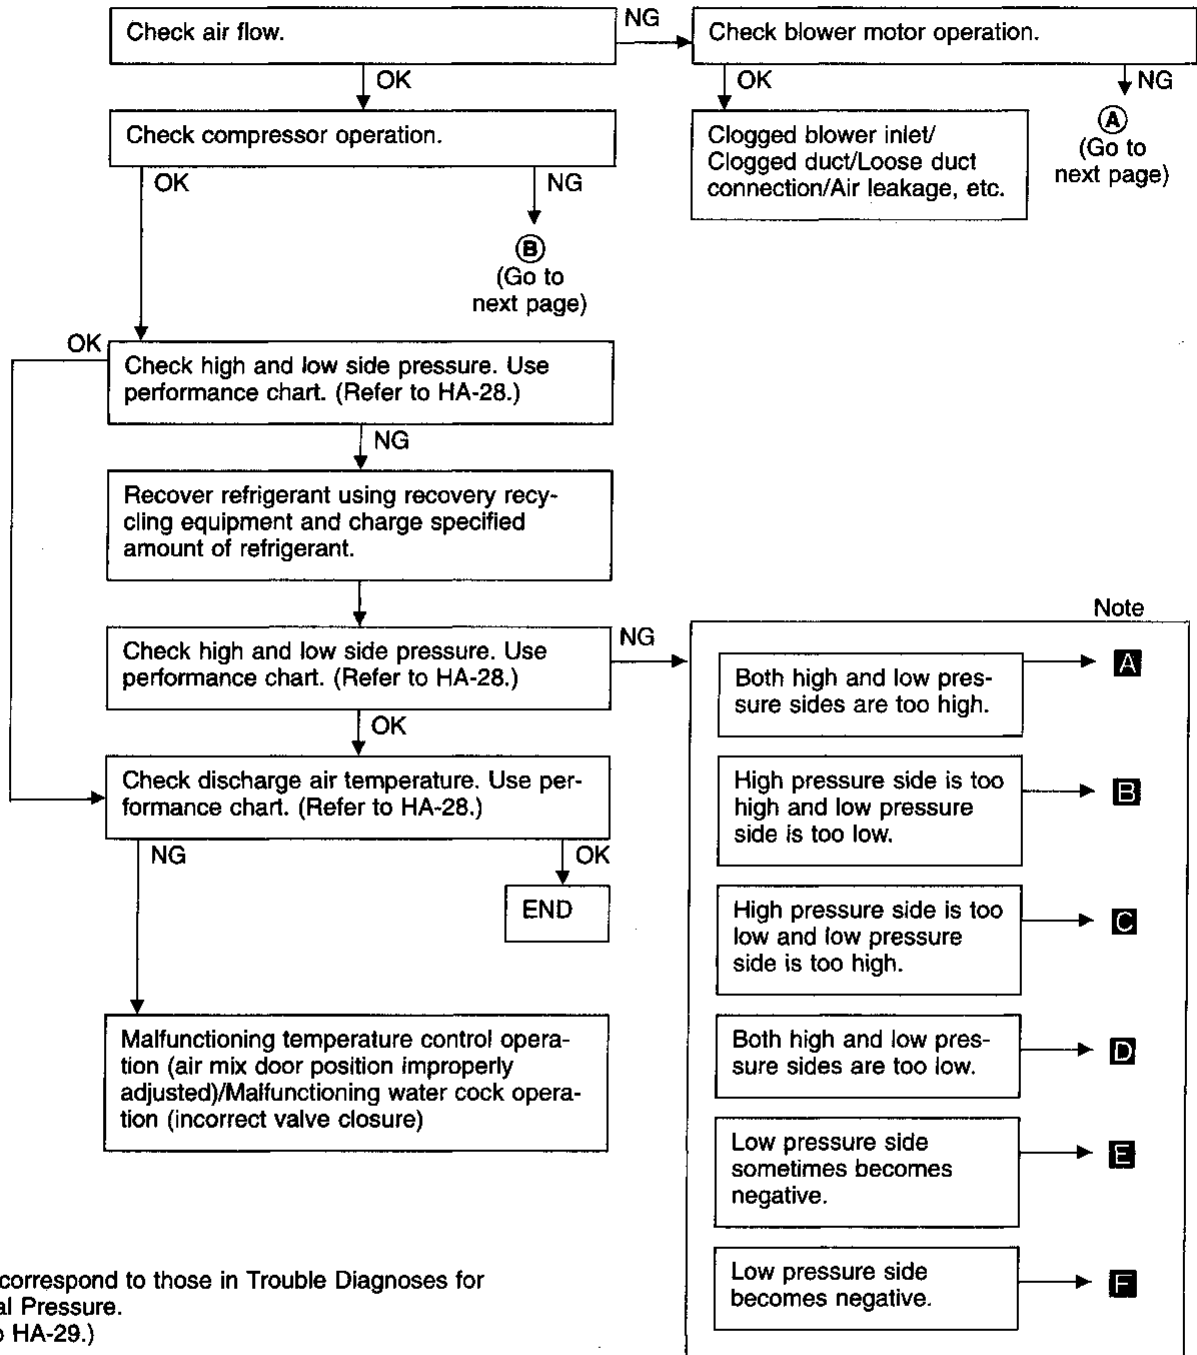 Check air flow.
NG
Check blower motor operation.
OK
OK
NG
Check compressor operation.
Clogged blower inlet/
Clogged duct/Loose duct
connection/Air leakage, etc.
A
(Go to
next page)
OK
NG
B
(Go to
next page)
OK
Check high and low side pressure. Use
performance chart. (Refer to HA-28.)
NG
Recover refrigerant using recovery recy-
cling equipment and charge specified
amount of refrigerant.
Check high and low side pressure. Use
performance chart. (Refer to HA-28.)
NG
OK
Check discharge air temperature. Use per-
formance chart. (Refer to HA-28.)
NG
OK
END
Malfunctioning temperature control opera-
tion (air mix door position improperly
adjusted)/Malfunctioning water cock opera-
tion (incorrect valve closure)
Note
Both high and low pres-
sure sides are too high.
A
High pressure side is too
high and low pressure
side is too low.
B
High pressure side is too
low and low pressure
side is too high.
C
Both high and low pres-
sure sides are too low.
D
Low pressure side
sometimes becomes
negative.
E
Low pressure side
becomes negative.
F
correspond to those in Trouble Diagnoses for
al Pressure.
HA-29.)